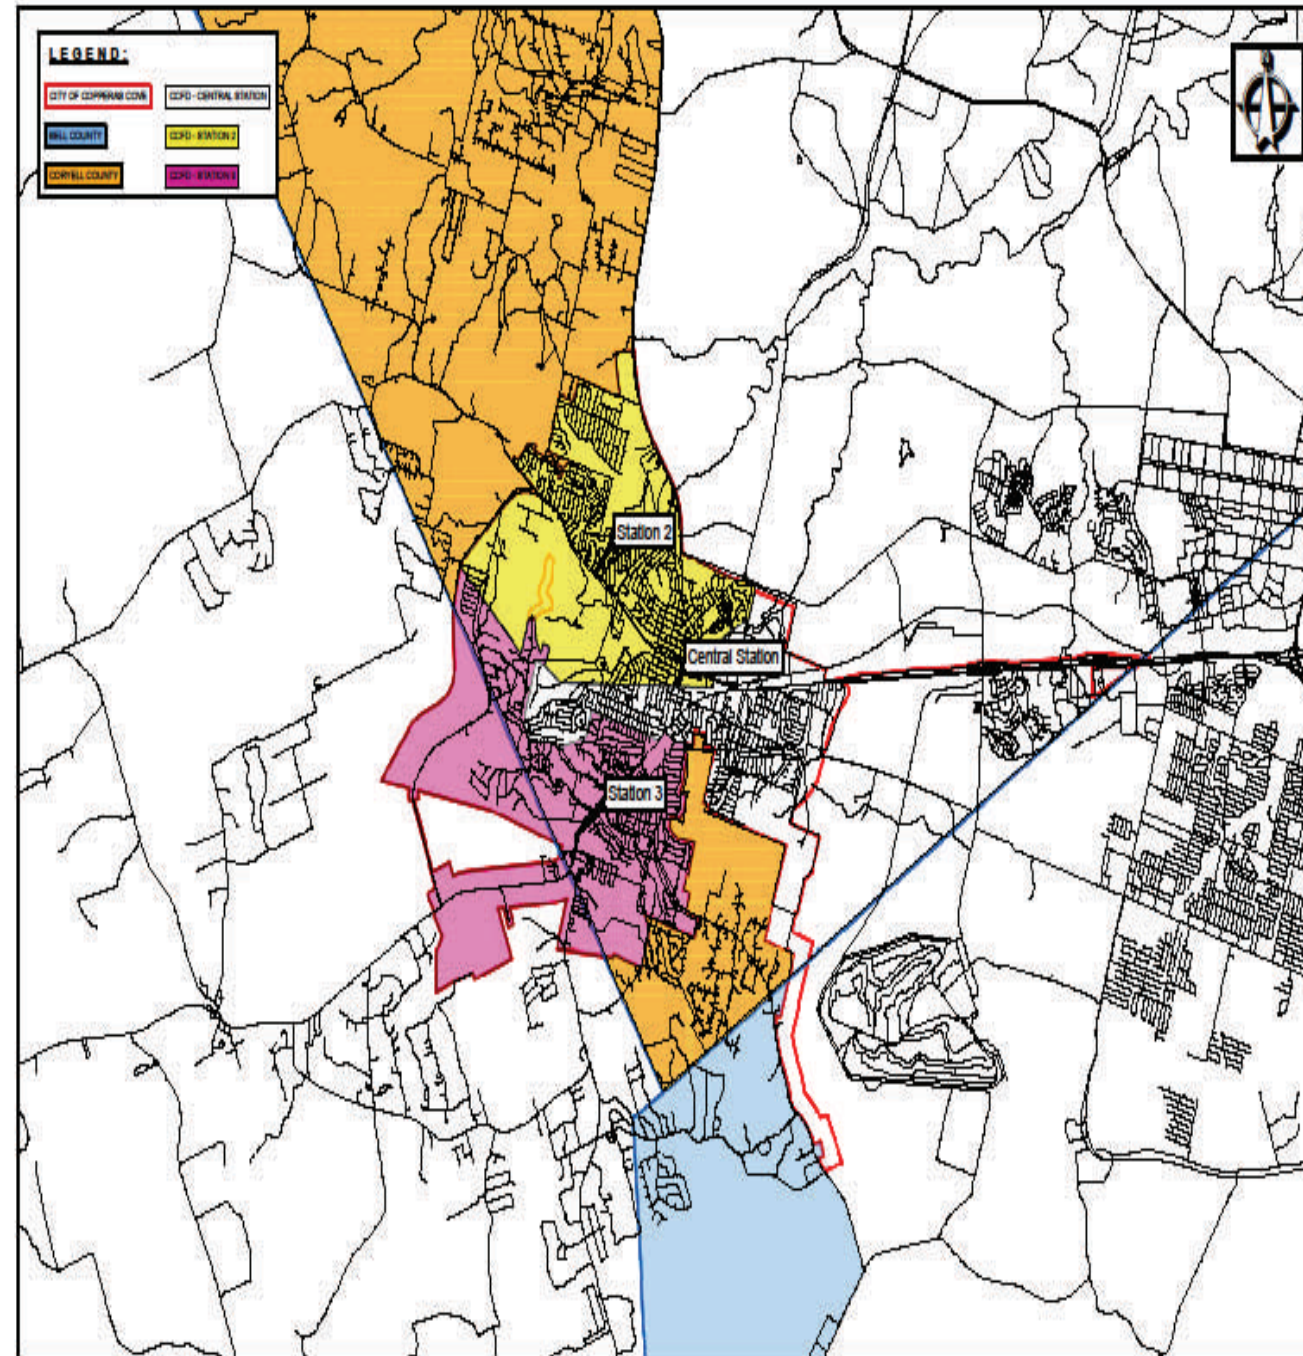 LEGEND:
CITY OF COPPERAS COVE
CCFD - CENTRAL STATION
BELL COUNTY
CCFD - STATION 2
CORYELL COUNTY
CCFD - STATION 3
Station 2
Central Station
Station 3